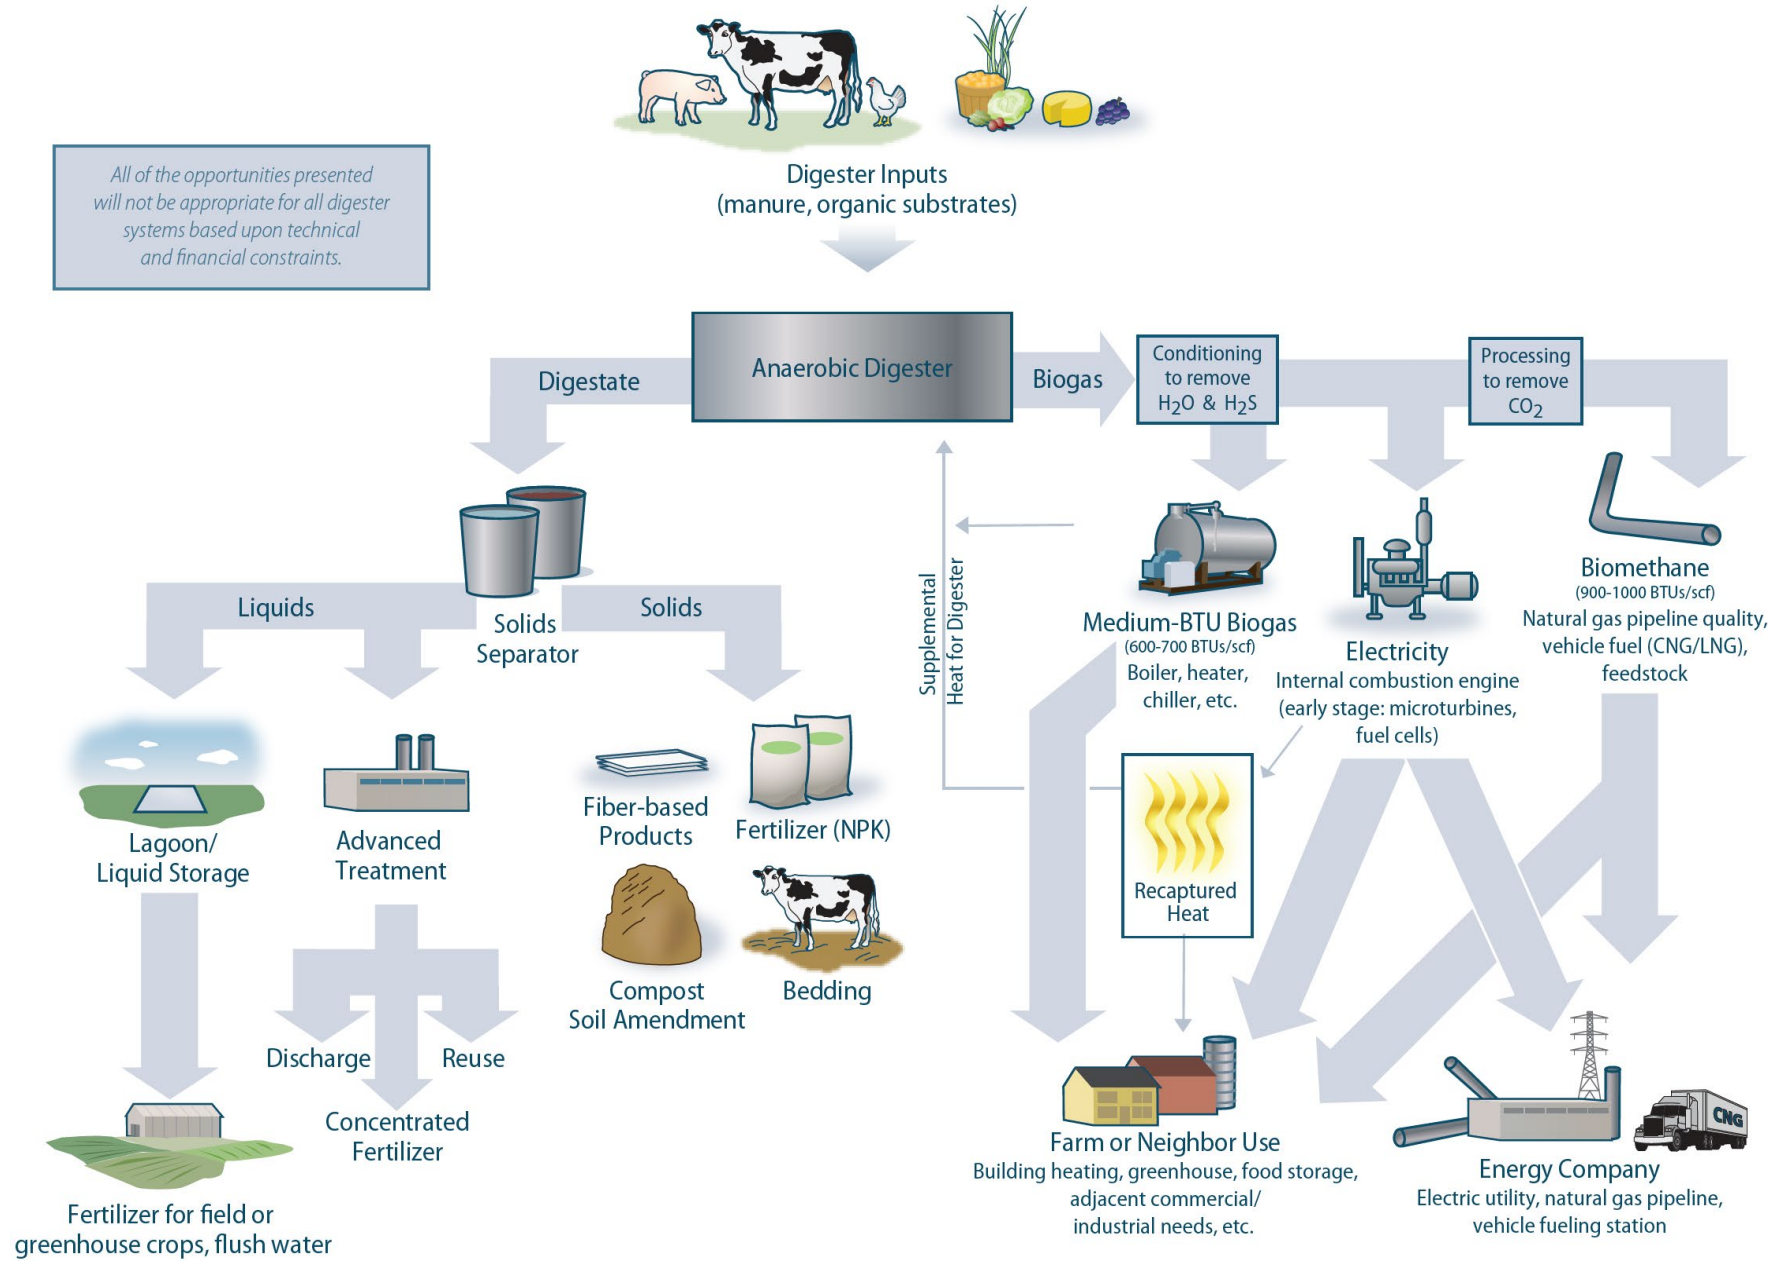 Digester Inputs
(manure, organic substrates)
All of the opportunities presented
will not be appropriate for all digester
systems based upon technical
and financial constraints.
Anaerobic Digester
Digestate
Biogas
Conditioning
to remove
H2O & H2S
Processing
to remove
CO2
Liquids
Solids
Separator
Solids
Supplemental
Heat for Digester
Medium-BTU Biogas
(600-700 BTUs/scf)
Boiler, heater,
chiller, etc.
Electricity
Internal combustion engine
(early stage: microturbines,
fuel cells)
Biomethane
(900-1000 BTUs/scf)
Natural gas pipeline quality,
vehicle fuel (CNG/LNG),
feedstock
Lagoon/
Liquid Storage
Advanced
Treatment
Fiber-based
Products
Fertilizer (NPK)
Compost
Soil Amendment
Bedding
Recaptured
Heat
Discharge
Reuse
Concentrated
Fertilizer
Fertilizer for field or
greenhouse crops, flush water
Farm or Neighbor Use
Building heating, greenhouse, food storage,
adjacent commercial/
industrial needs, etc.
CNG
Energy Company
Electric utility, natural gas pipeline,
vehicle fueling station